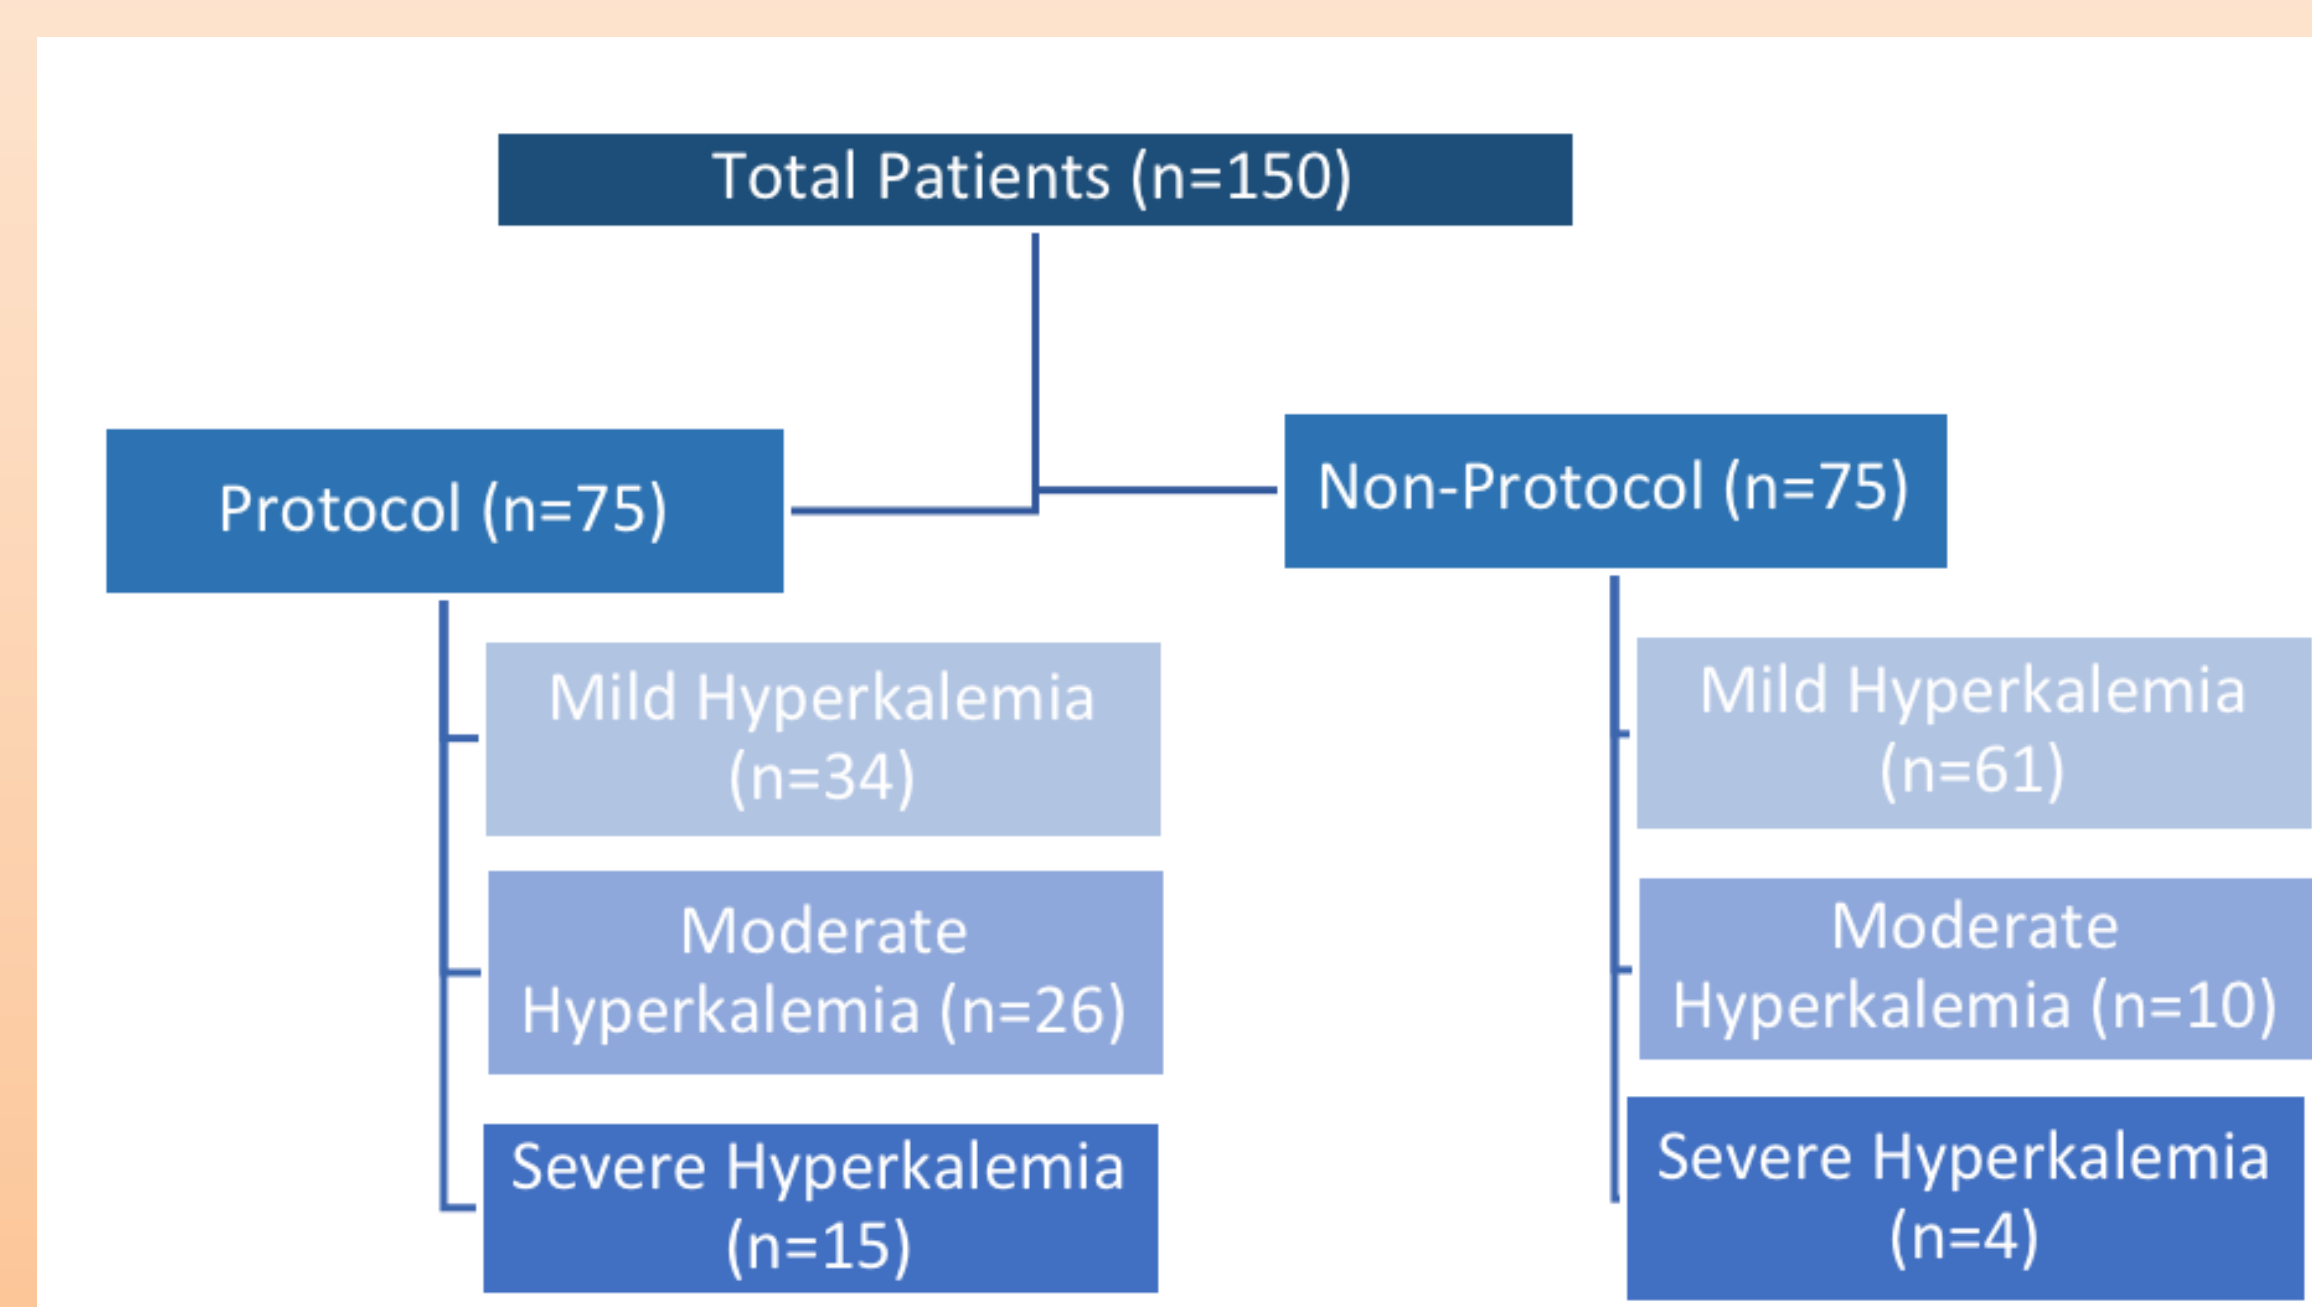 Total Patients (n=150)
Protocol (n=75)
Non-Protocol (n=75)
Mild Hyperkalemia
(n=34)
Moderate
Hyperkalemia (n=26)
Severe Hyperkalemia
(n=15)
Mild Hyperkalemia
(n=61)
Moderate
Hyperkalemia (n=10)
Severe Hyperkalemia
(n=4)